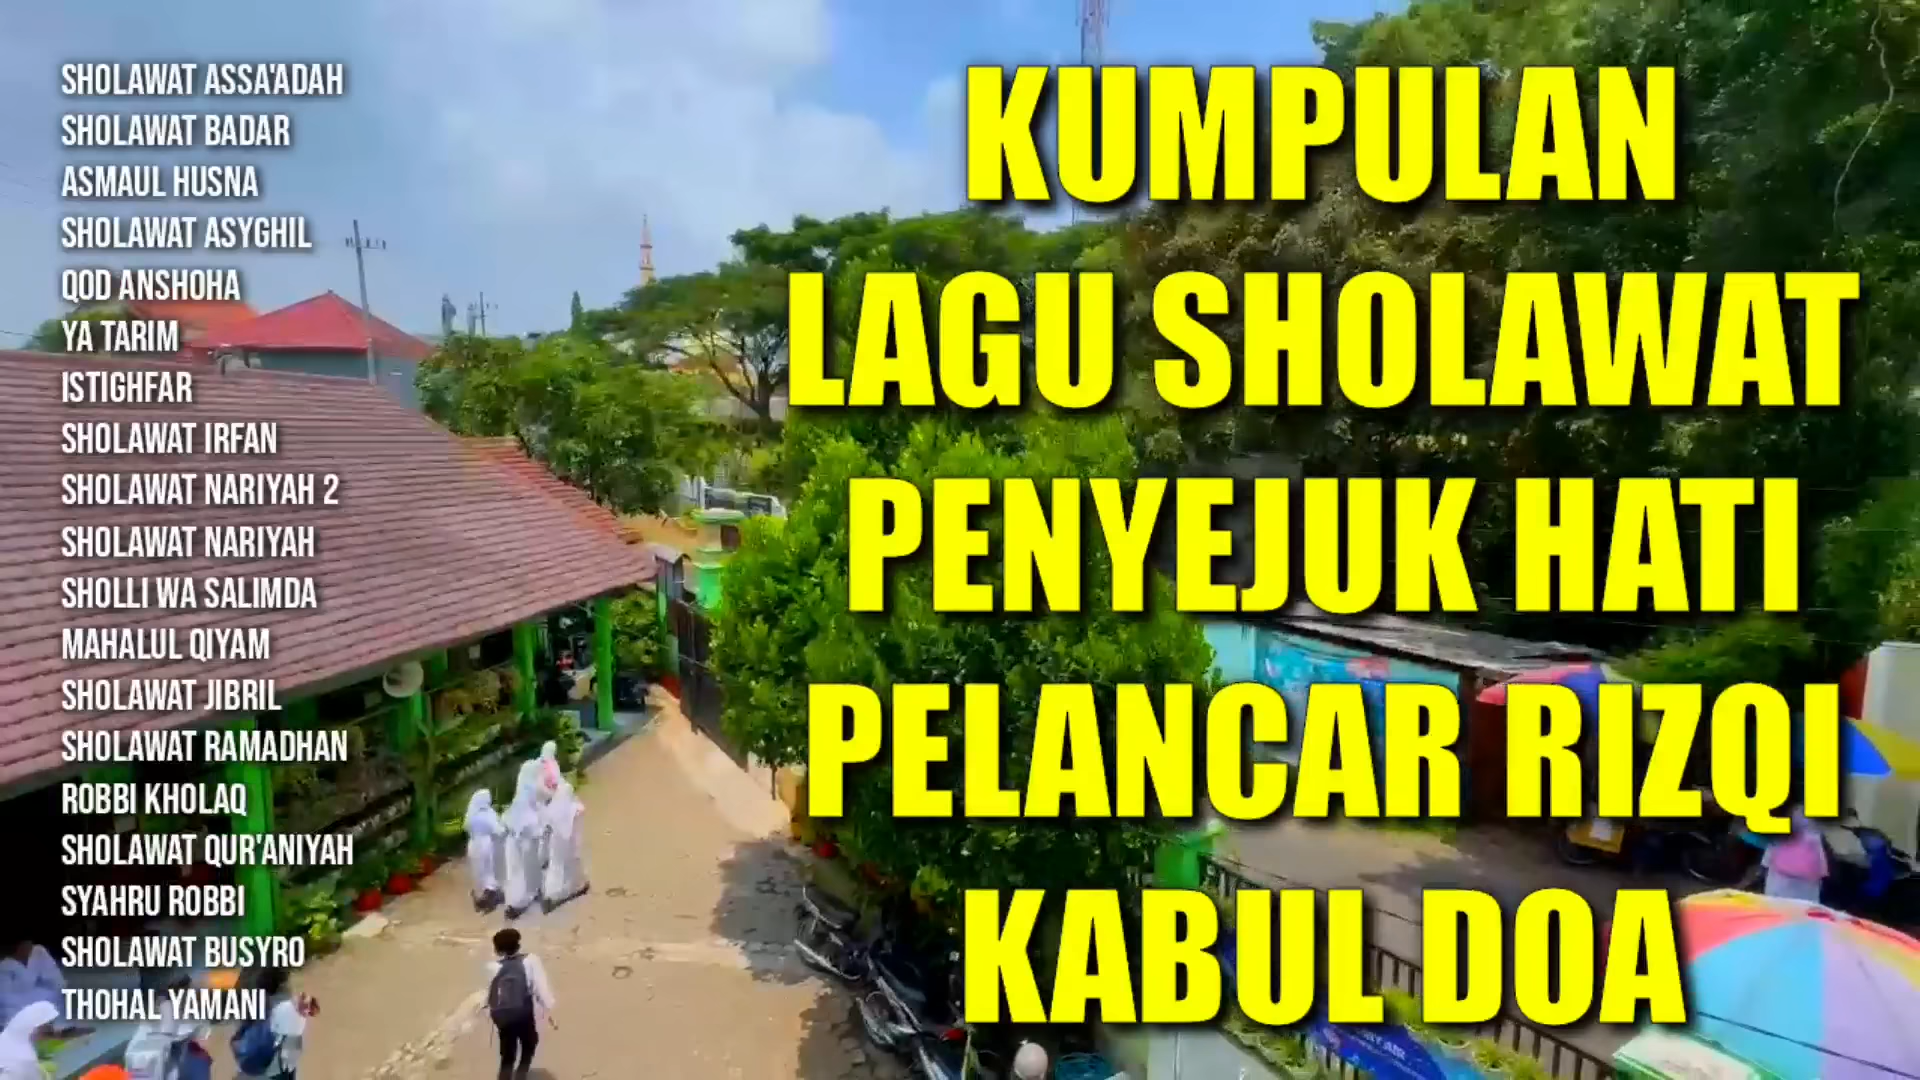 SHOLAWAT ASSA'ADAH
SHOLAWAT BADAR
ASMAUL HUSNA
SHOLAWAT ASYGHIL
QOD ANSHOHA
YA TARIM
ISTIGHFAR
SHOLAWAT IRFAN
SHOLAWAT NARIYAH 2
SHOLAWAT NARIYAH
SHOLLI WA SALIMDA
MAHALUL QIYAM
SHOLAWAT JIBRIL
SHOLAWAT RAMADHAN
ROBBI KHOLAQ
SHOLAWAT QUR'ANIYAH
SYAHRU ROBBI
SHOLAWAT BUSYRO
THOHAL YAMANI
KUMPULAN
LAGU SHOLAWAT
PENYEJUK HATI
PELANCAR RIZQI
KABUL DOA